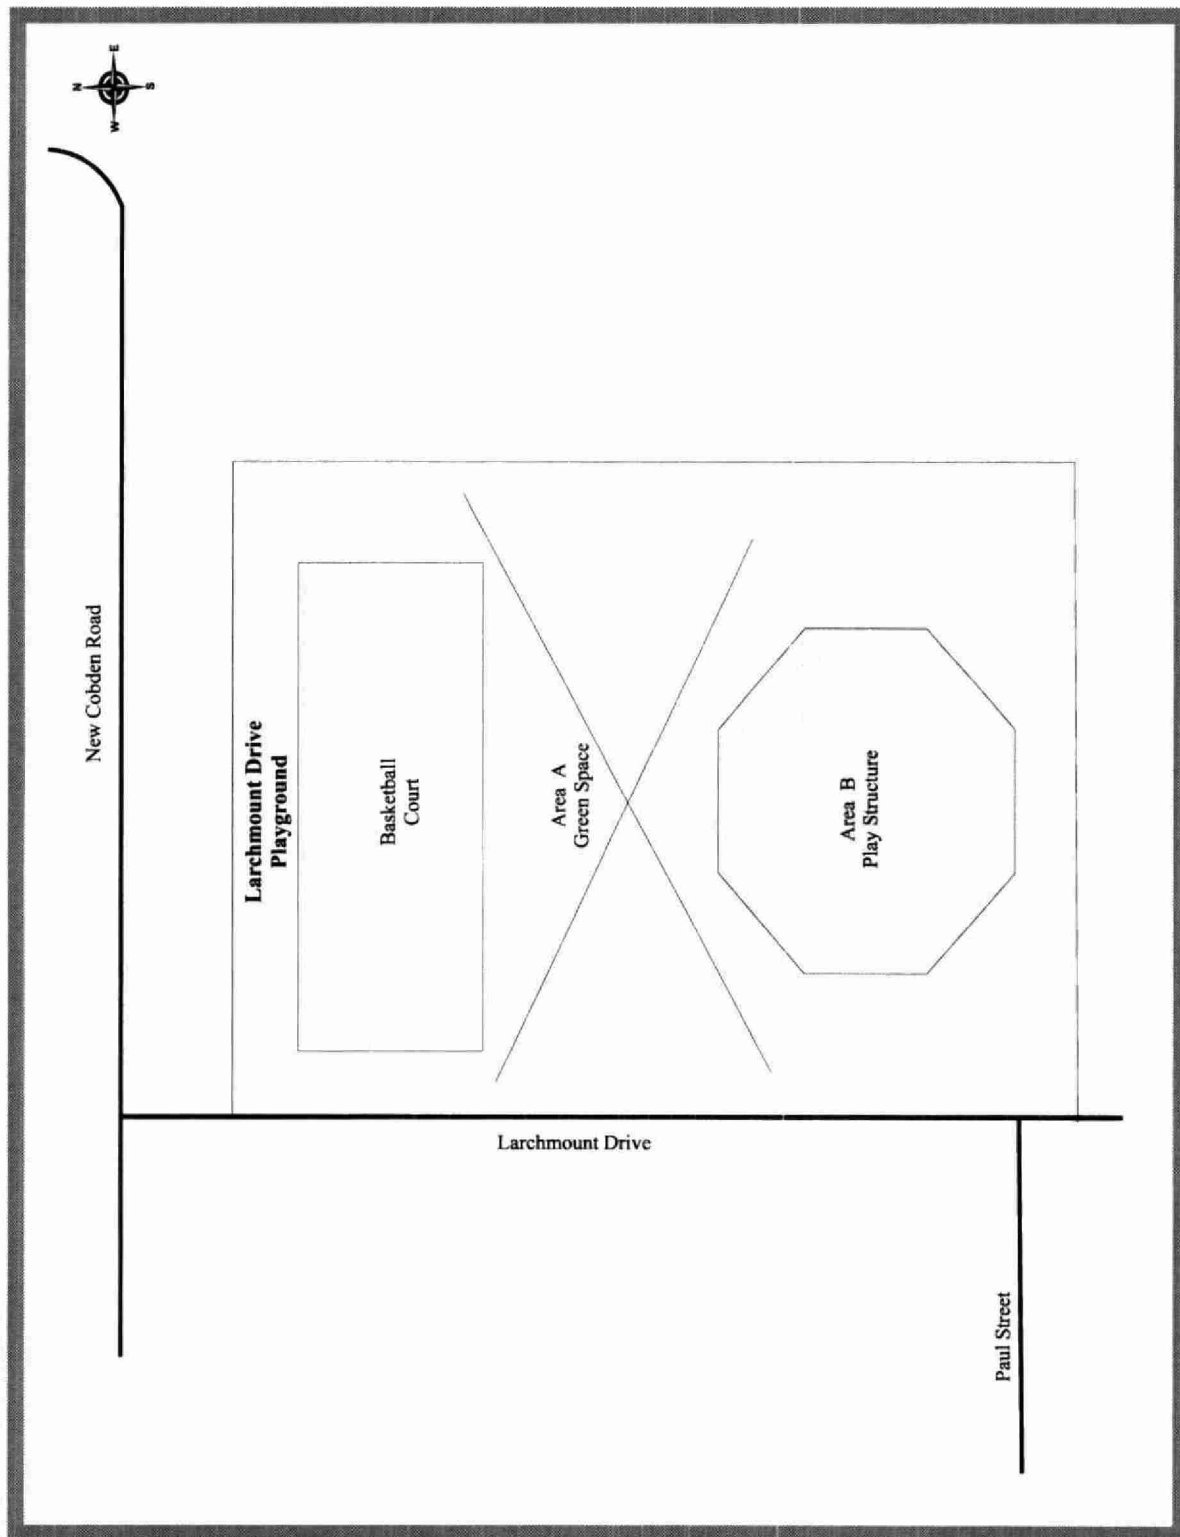 N
E
S
W
New Cobden Road
Larchmount Drive
Playground
Basketball
Court
Area A
Green Space
Area B
Play Structure
Larchmount Drive
Paul Street